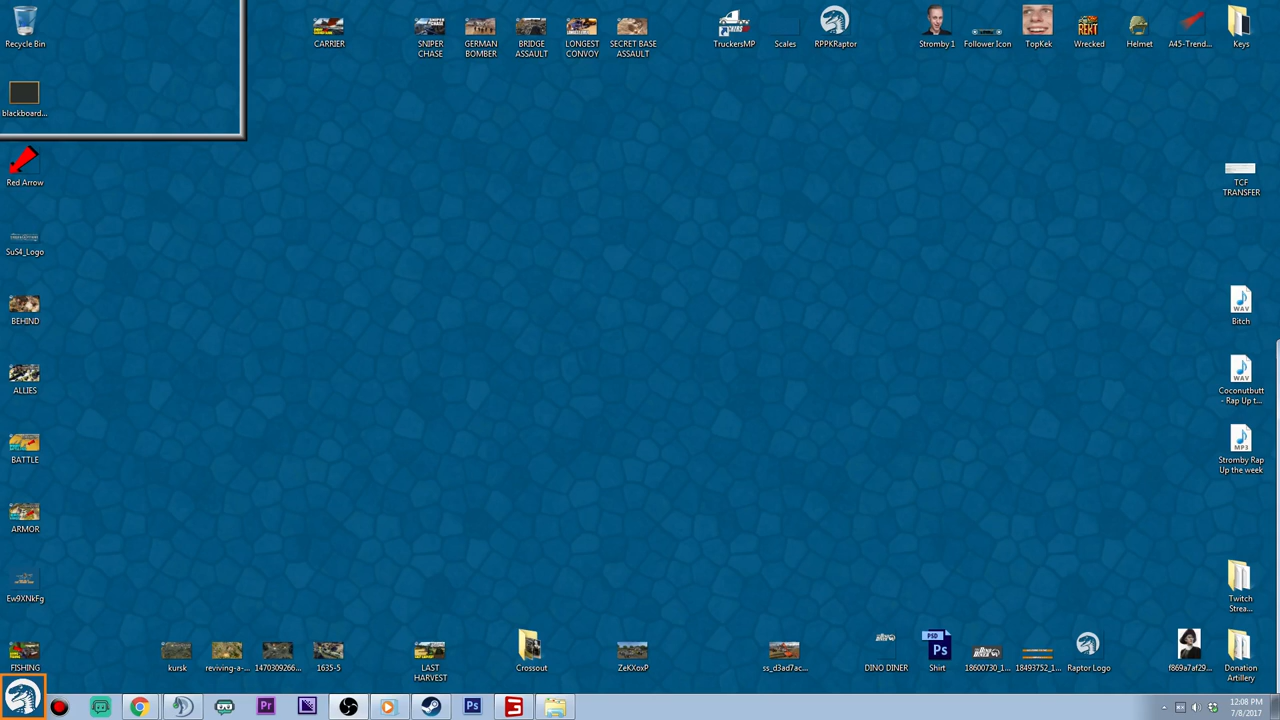 Recycle Bin
CARRIER
SNIPER
CHASE
GERMAN
BOMBER
BRIDGE
ASSAULT
LONGEST
CONVOY
SECRET BASE
ASSAULT
TruckersMP
Scales
RPPKRaptor
Stromby 1
Follower Icon
TopKek
Wrecked
Helmet
A45-Trend...
Keys
blackboard...
Red Arrow
TCF
TRANSFER
SuS4_Logo
BEHIND
Bitch
ALLIES
Coconutbutt
- Rap Up t...
BATTLE
Stromby Rap
Up the week
ARMOR
Ew9XNkFg
Twitch
Strea...
FISHING
kursk
reviving-a-...
1470309266...
1635-5
LAST
HARVEST
Crossout
ZeKXoxP
ss_d3ad7ac...
DINO DINER
Shirt
18600730_1...
18493752_1...
Raptor Logo
f869a7af29...
Donation
Artillery
12:08 PM
7/8/2017